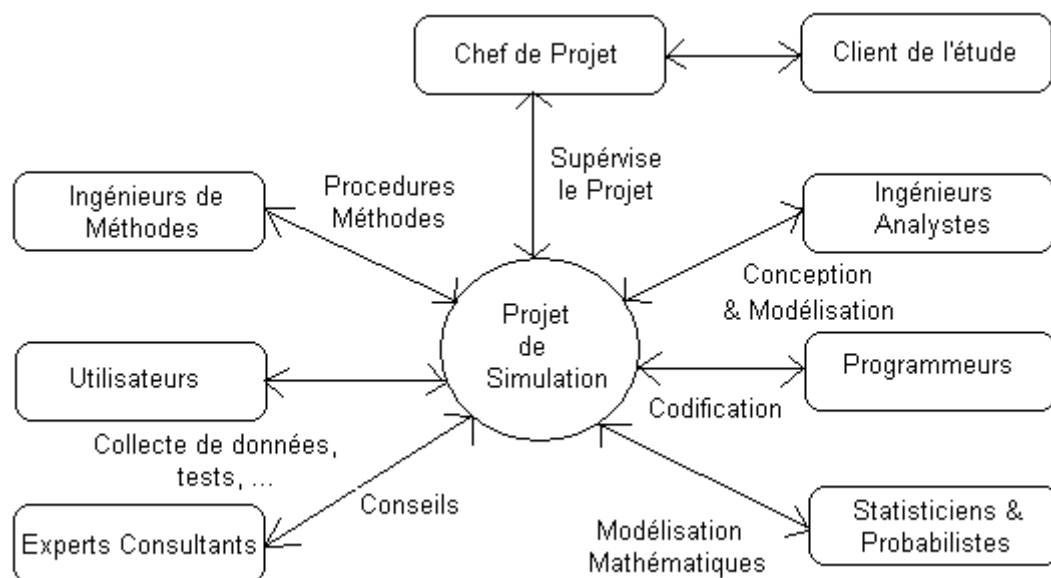 Chef de Projet
Client de l'étude
Supérvise
le Projet
Ingénieurs de
Méthodes
Procedures
Méthodes
Ingénieurs
Analystes
Conception
& Modélisation
Projet
de
Simulation
Utilisateurs
Programmeurs
Codification
Collecte de données,
tests, ...
Conseils
Experts Consultants
Modélisation
Mathématiques
Statisticiens &
Probabilistes